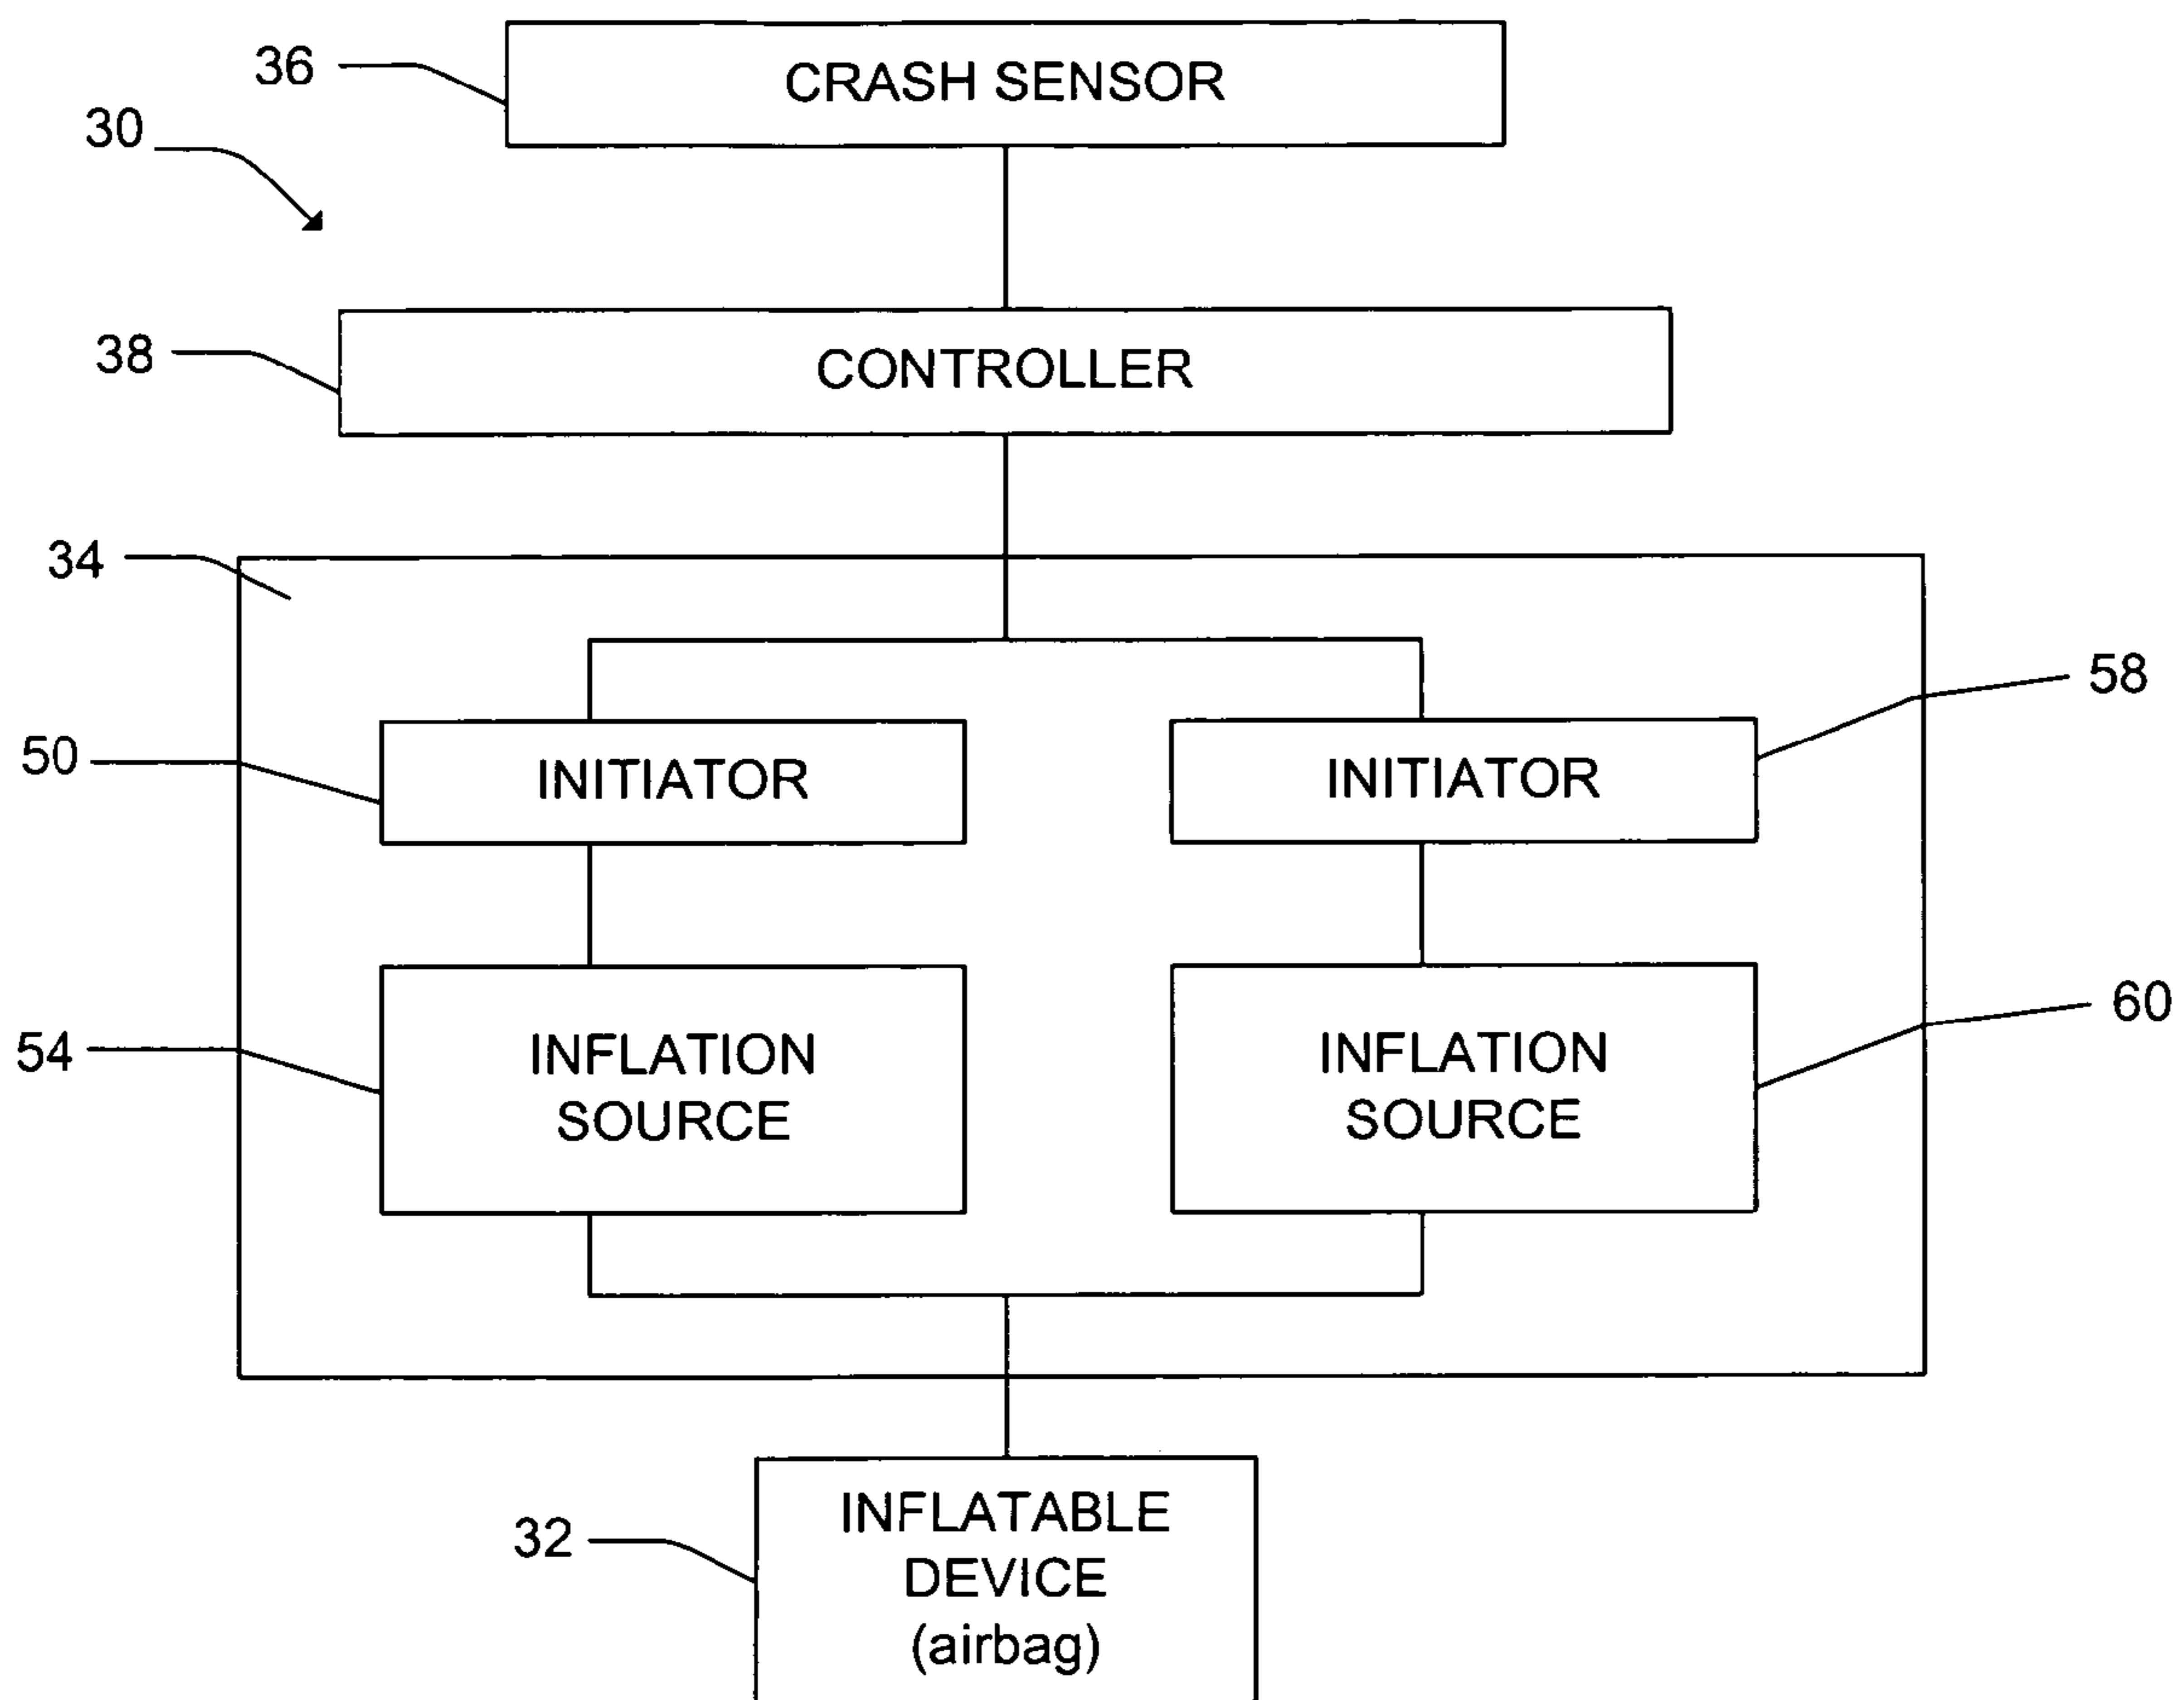 36
CRASH SENSOR
30
38
CONTROLLER
34
58
50
INITIATOR
INITIATOR
60
54
INFLATION
SOURCE
INFLATION
SOURCE
32
INFLATABLE
DEVICE
(airbag)